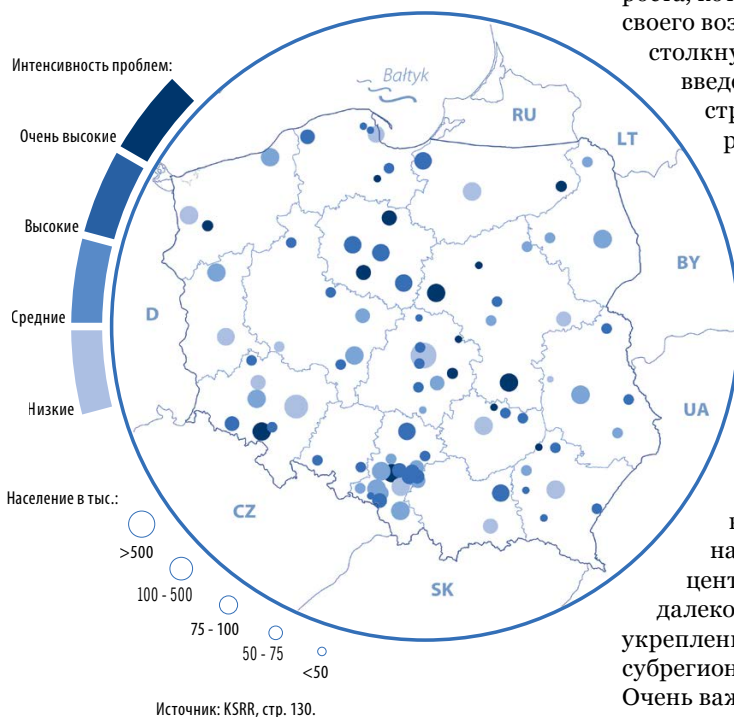 роста,
своего воз
столкну
введе
стр
Интенсивность проблем:
Очень высокие
Высокие
Средние
Низкие
Bałtyk
RU
LT
BY
D
UA
CZ
SK
Население в тыс.:
>500
100 - 500
75 - 100
50 - 75
<50
Источник: KSRR, стр. 130.
на
цент
далеко
укреплени
субрегион
Очень важ